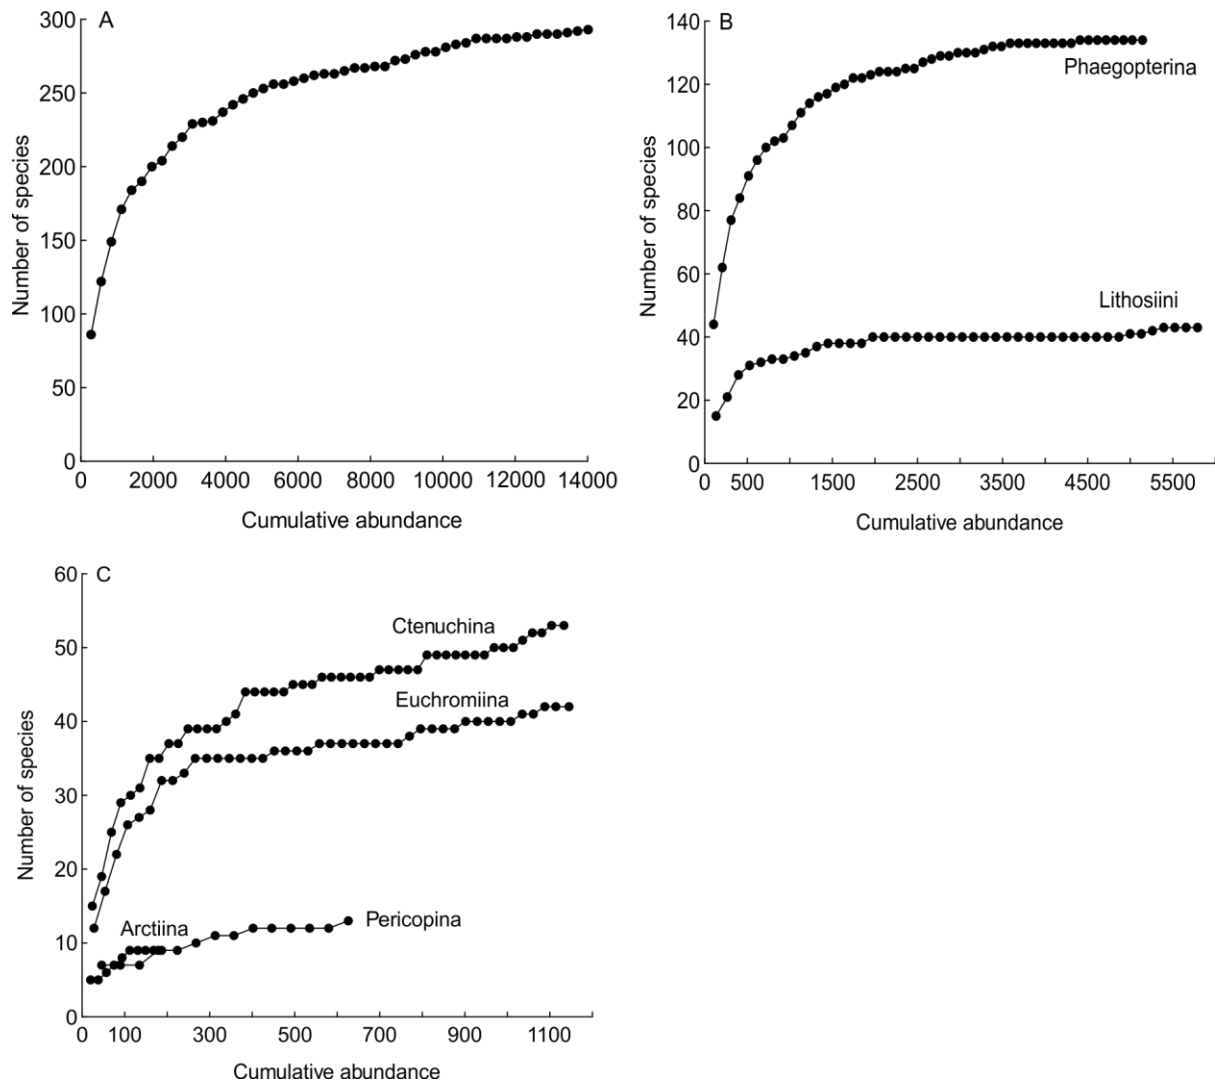 A
300
250
200
150
100
50
0
Number of species
0 2000 4000 6000 8000 10000 12000 14000
Cumulative abundance
B
140
120
100
80
60
40
20
0
Number of species
Phaegopterina
Lithosiini
0 500 1500 2500 3500 4500 5500
Cumulative abundance
C
60
50
40
30
20
10
0
Number of species
Ctenuchina
Euchromiina
Arctiina
Pericopina
0 100 300 500 700 900 1100
Cumulative abundance